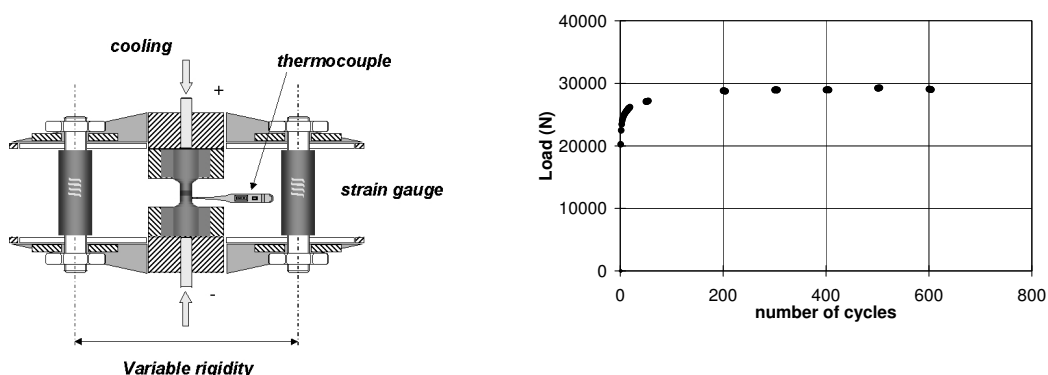 cooling
thermocouple
+
strain gauge
-
Variable rigidity
40000
30000
20000
10000
0
Load (N)
0 200 400 600 800
number of cycles